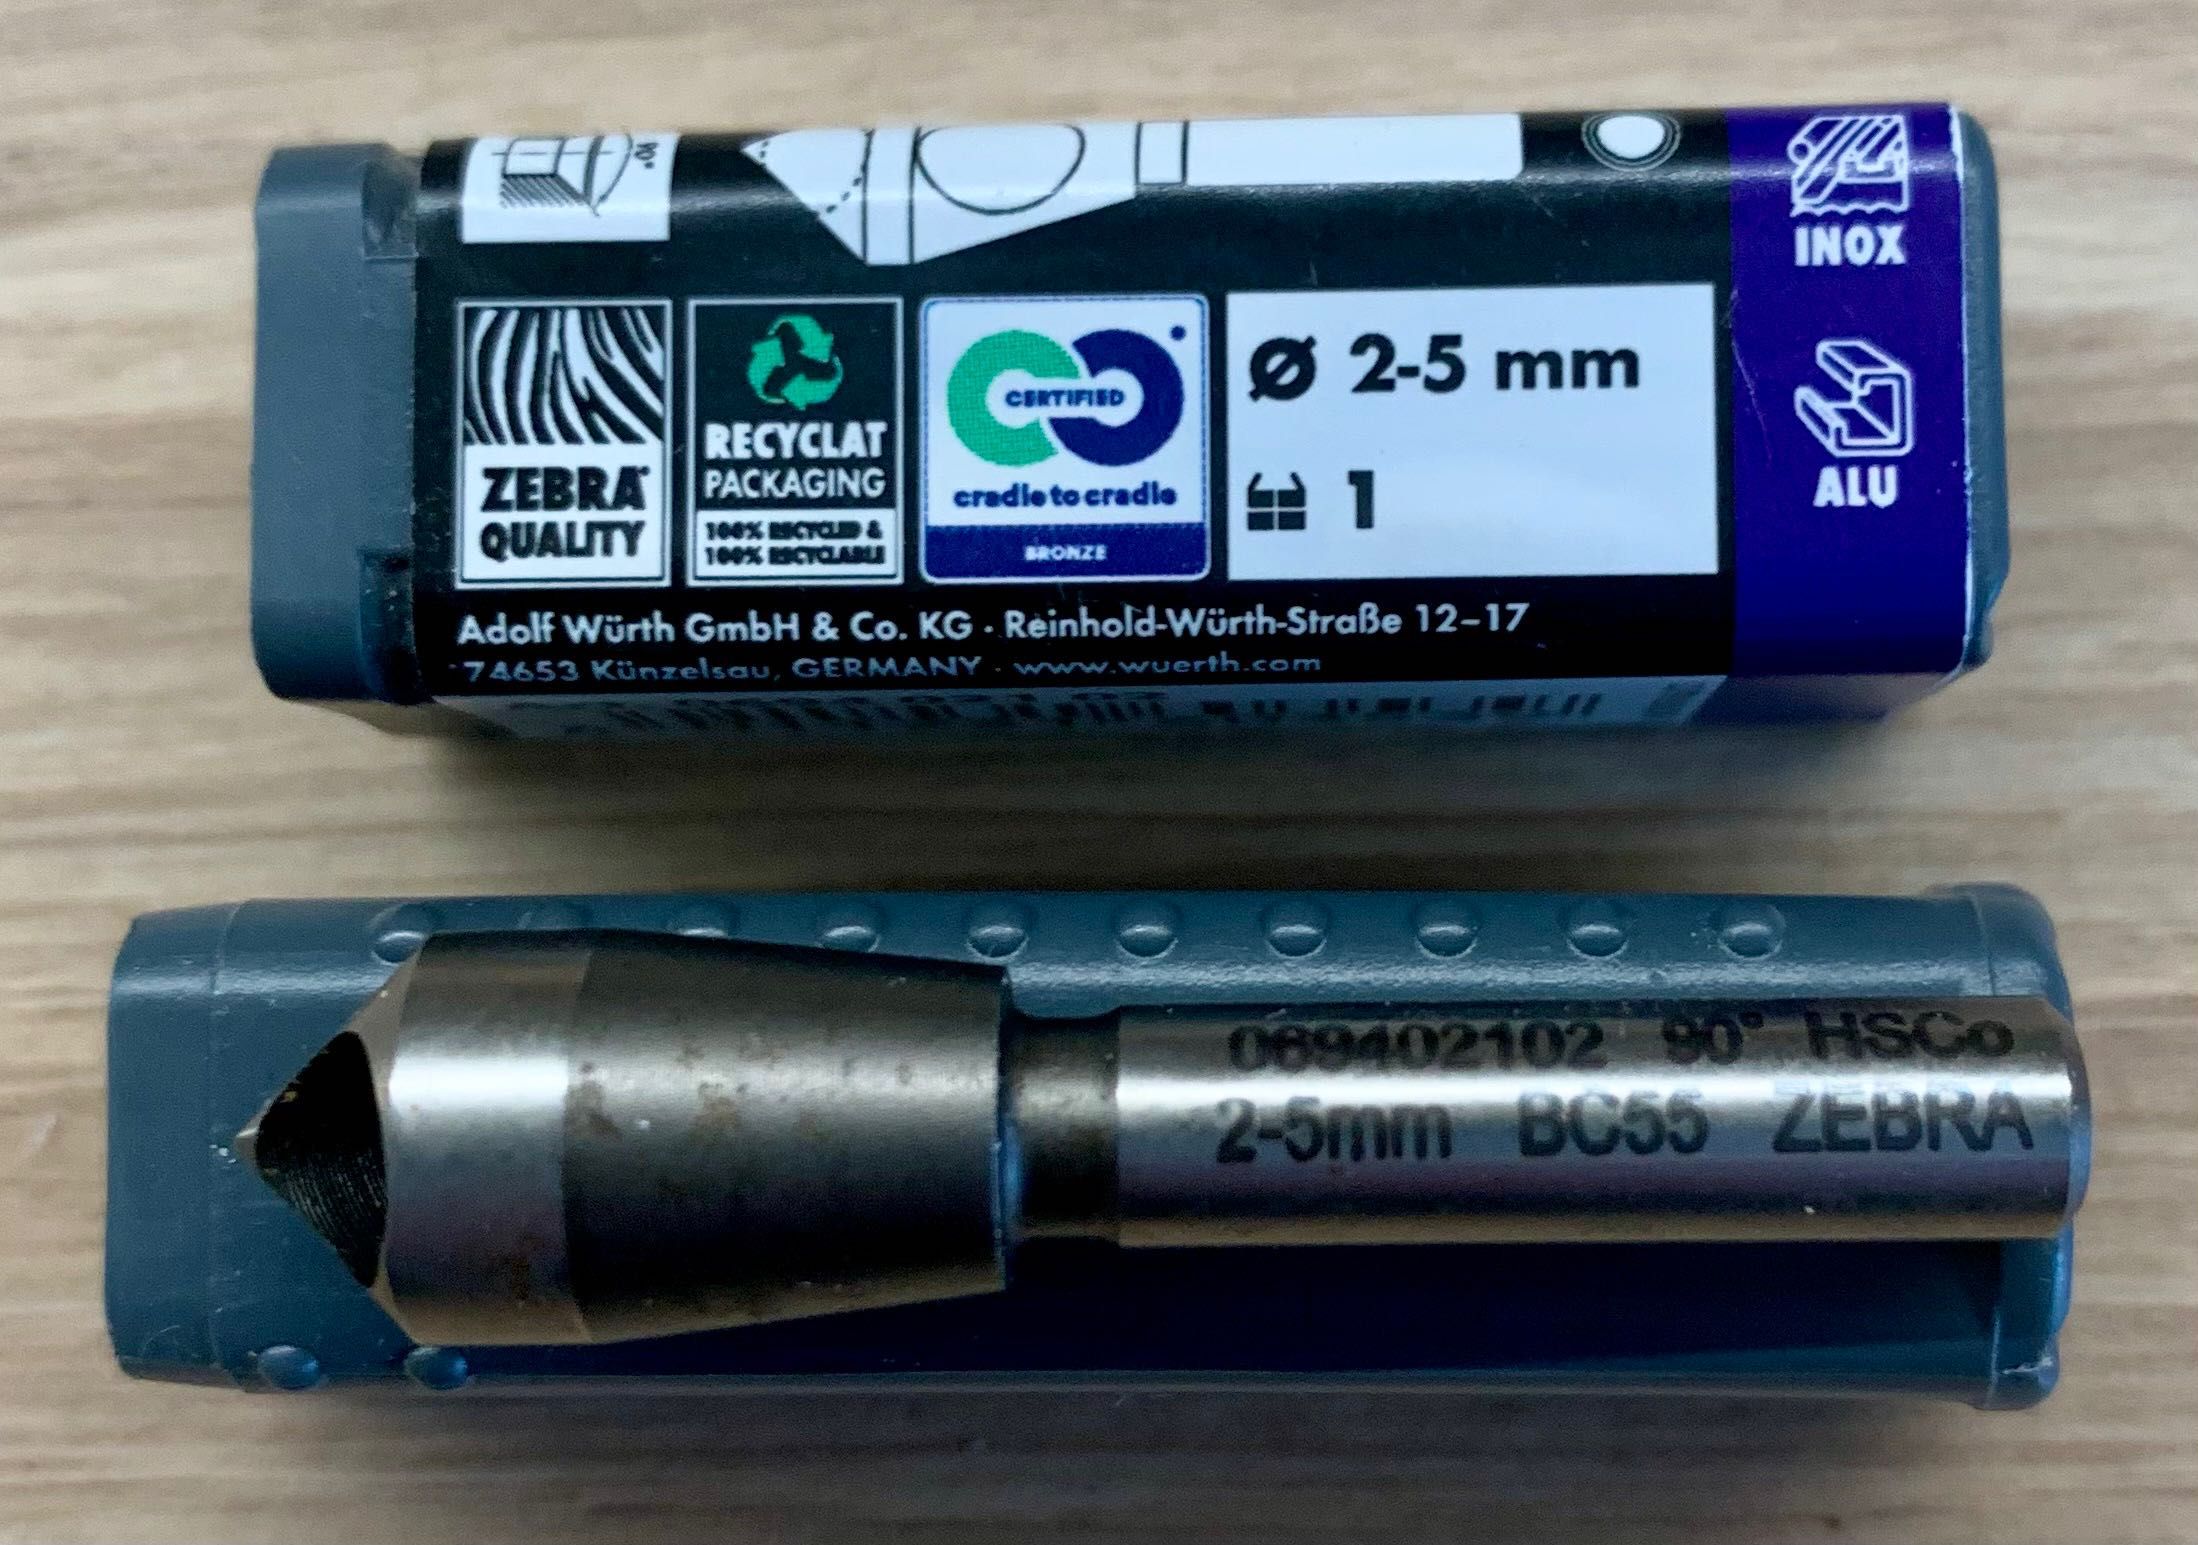 90°
INOX
ZEBRA
QUALITY
RECYCLAT
PACKAGING
100% RECYCLED &
100% RECYCLABLE
CERTIFIED
cradle to cradle
BRONZE
Ø 2-5 mm
1
ALU
Adolf Würth GmbH & Co. KG · Reinhold-Würth-Straße 12–17
74653 Künzelsau, GERMANY · www.wuerth.com
069402102 90° HSCo
2-5mm BC55 ZEBRA